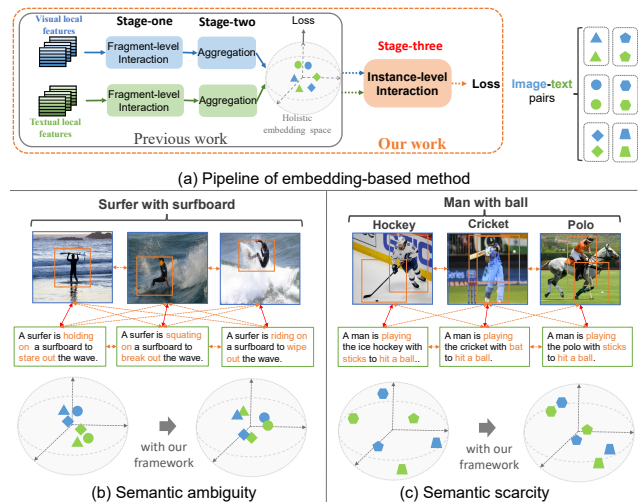 Visual local
features
Stage-one
Stage-two
Loss
Fragment-level
Interaction
Aggregation
Stage-three
Instance-level
Interaction
Loss
Image-text
pairs
Textual local
features
Fragment-level
Interaction
Aggregation
Holistic
embedding space
Previous work
Our work
(a) Pipeline of embedding-based method
Surfer with surfboard
A surfer is holding
on a surfboard to
stare out the wave.
A surfer is squating
on a surfboard to
break out the wave.
A surfer is riding on
a surfboard to wipe
out the wave.
with our
framework
(b) Semantic ambiguity
Man with ball
Hockey
Cricket
Polo
A man is playing
the ice hockey with
sticks to hit a ball..
A man is playing
the cricket with bat
to hit a ball.
A man is playing
the polo with sticks
to hit a ball.
with our
framework
(c) Semantic scarcity